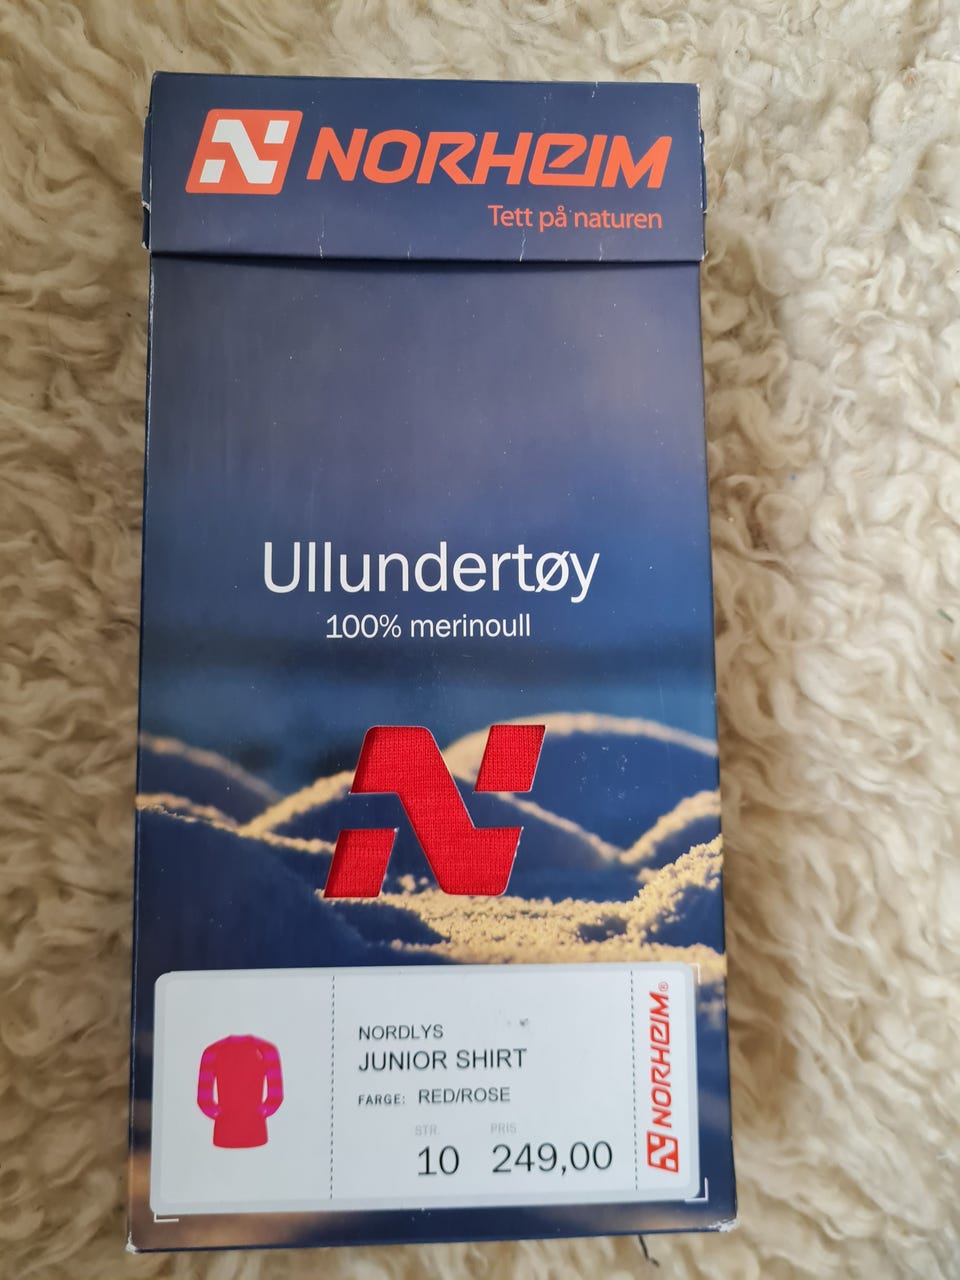 NORHEIM
Tett på naturen
Ullundertøy
100% merinoull
NORDLYS
JUNIOR SHIRT
FARGE: RED/ROSE
STR. PRIS
10 249,00
NORHEIM®